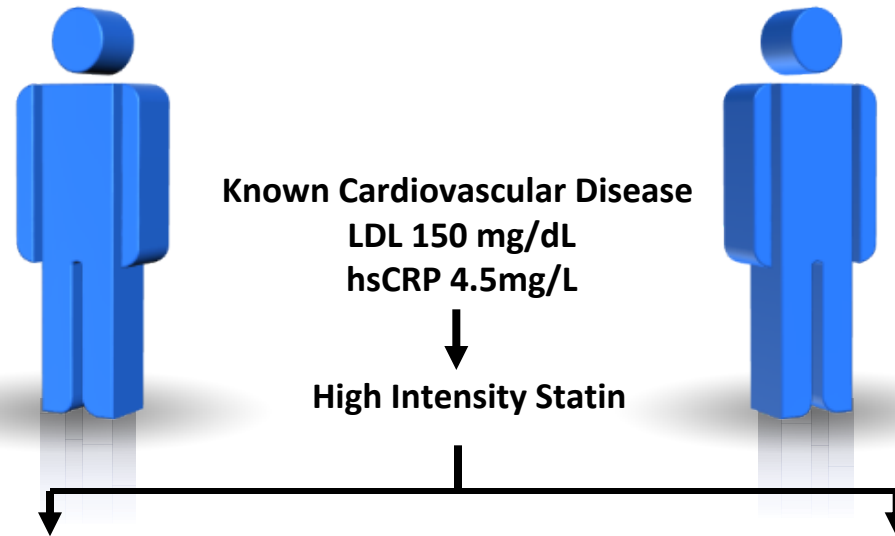 Known Cardiovascular Disease
LDL 150 mg/dL
hsCRP 4.5mg/L
High Intensity Statin